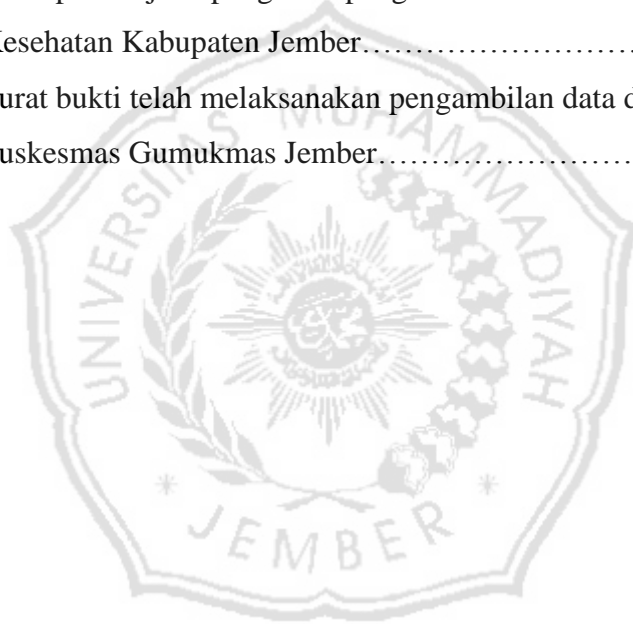 Kesehatan Kabupaten Jember……………………………
urat bukti telah melaksanakan pengambilan data d
uskesmas Gumukmas Jember……………………………
UNIVERSITAS MUHAMMADIYAH
* JEMBER *